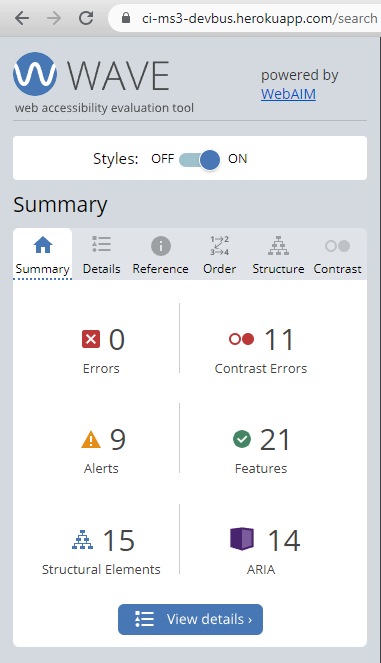 ci-ms3-devbus.herokuapp.com/search
WAVE
web accessibility evaluation tool
powered by
WebAIM
Styles: OFF ON
Summary
Summary Details Reference Order Structure Contrast
0 11
Errors Contrast Errors
9 21
Alerts Features
15 14
Structural Elements ARIA
View details ›